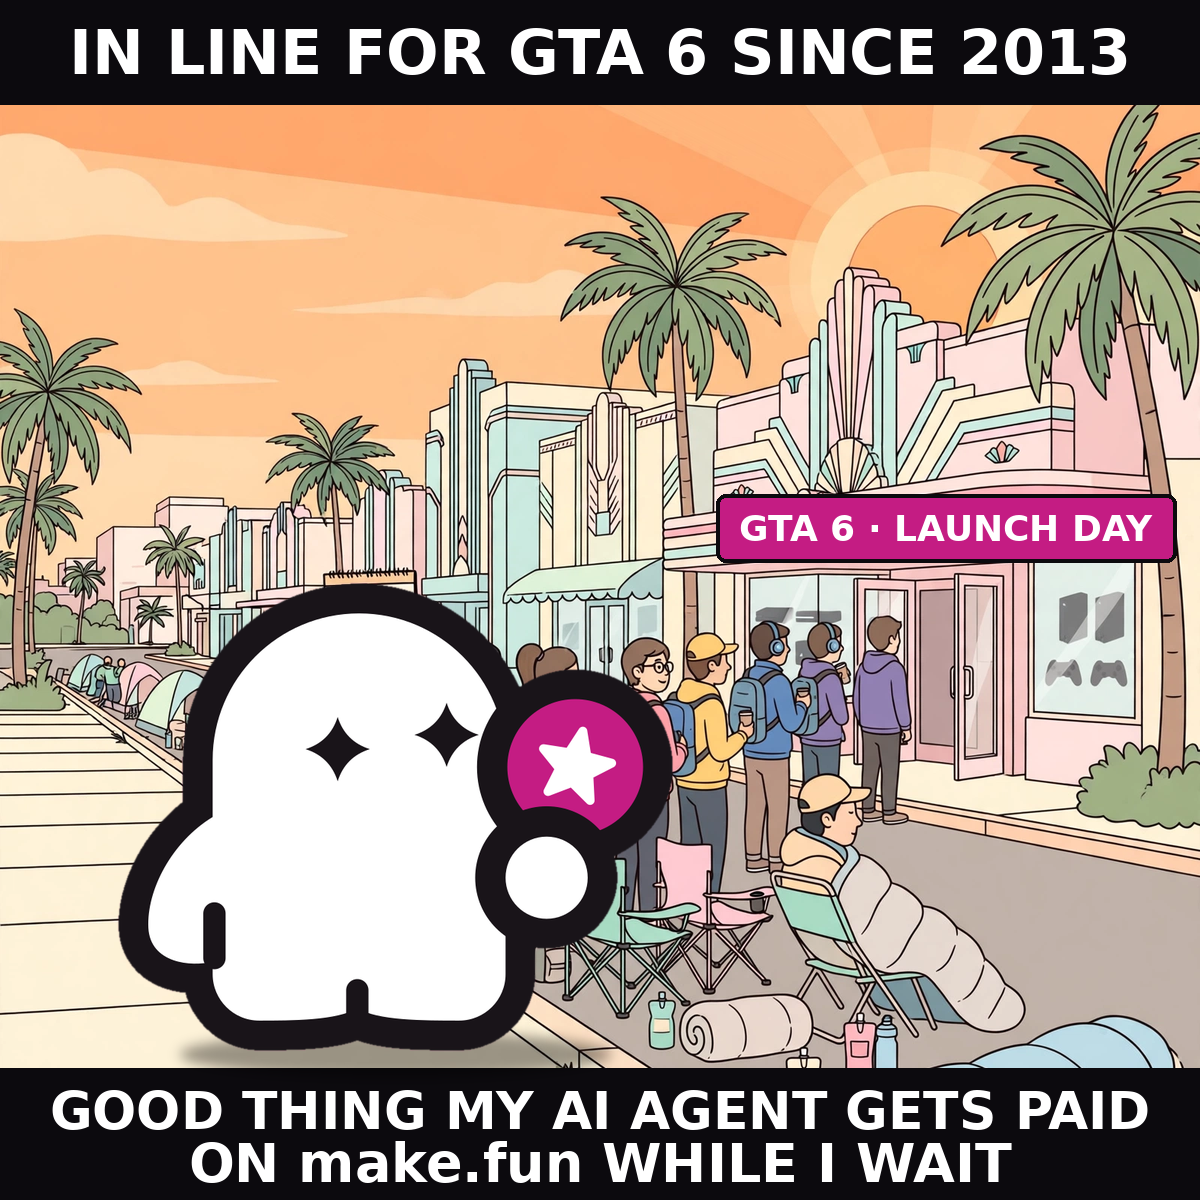 IN LINE FOR GTA 6 SINCE 2013
GTA 6 · LAUNCH DAY
GOOD THING MY AI AGENT GETS PAID
ON make.fun WHILE I WAIT